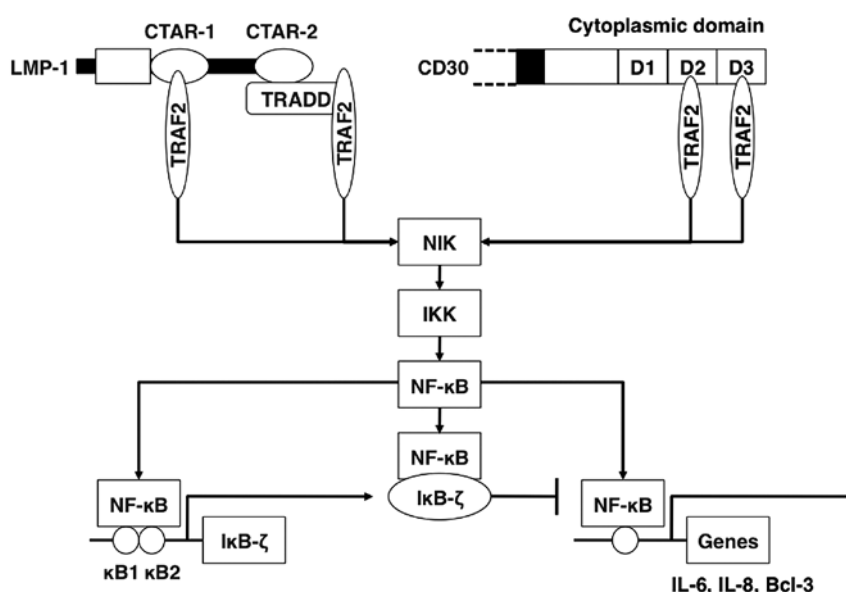 CTAR-1 CTAR-2
Cytoplasmic domain
LMP-1
CD30
D1 D2 D3
TRADD
TRAF2
TRAF2
TRAF2
TRAF2
NIK
IKK
NF-κB
NF-κB
IκB-ζ
NF-κB
IκB-ζ
κB1 κB2
NF-κB
Genes
IL-6, IL-8, Bcl-3